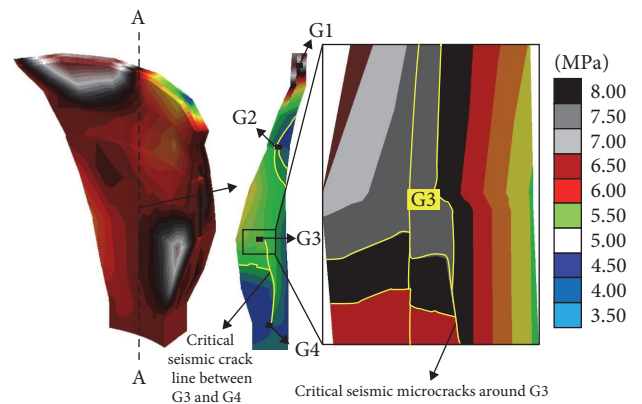 A
A
G1
G2
G3
G4
Critical
seismic crack
line between
G3 and G4
G3
Critical seismic microcracks around G3
(MPa)
8.00
7.50
7.00
6.50
6.00
5.50
5.00
4.50
4.00
3.50